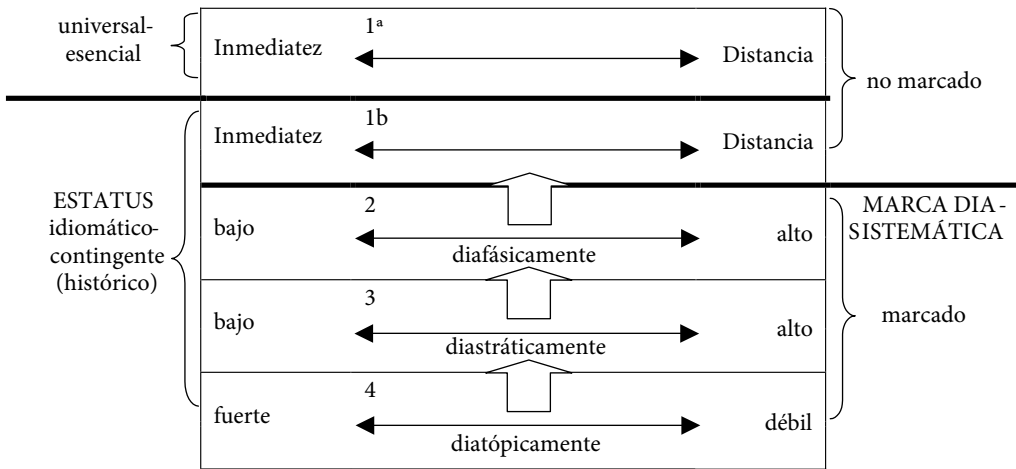 universal-
esencial
Inmediatez
1ª
Distancia
no marcado
Inmediatez
1b
Distancia
ESTATUS
idiomático-
contingente
(histórico)
MARCA DIA -
SISTEMÁTICA
bajo
2
alto
diafásicamente
bajo
3
alto
diastráticamente
marcado
fuerte
4
débil
diatópicamente